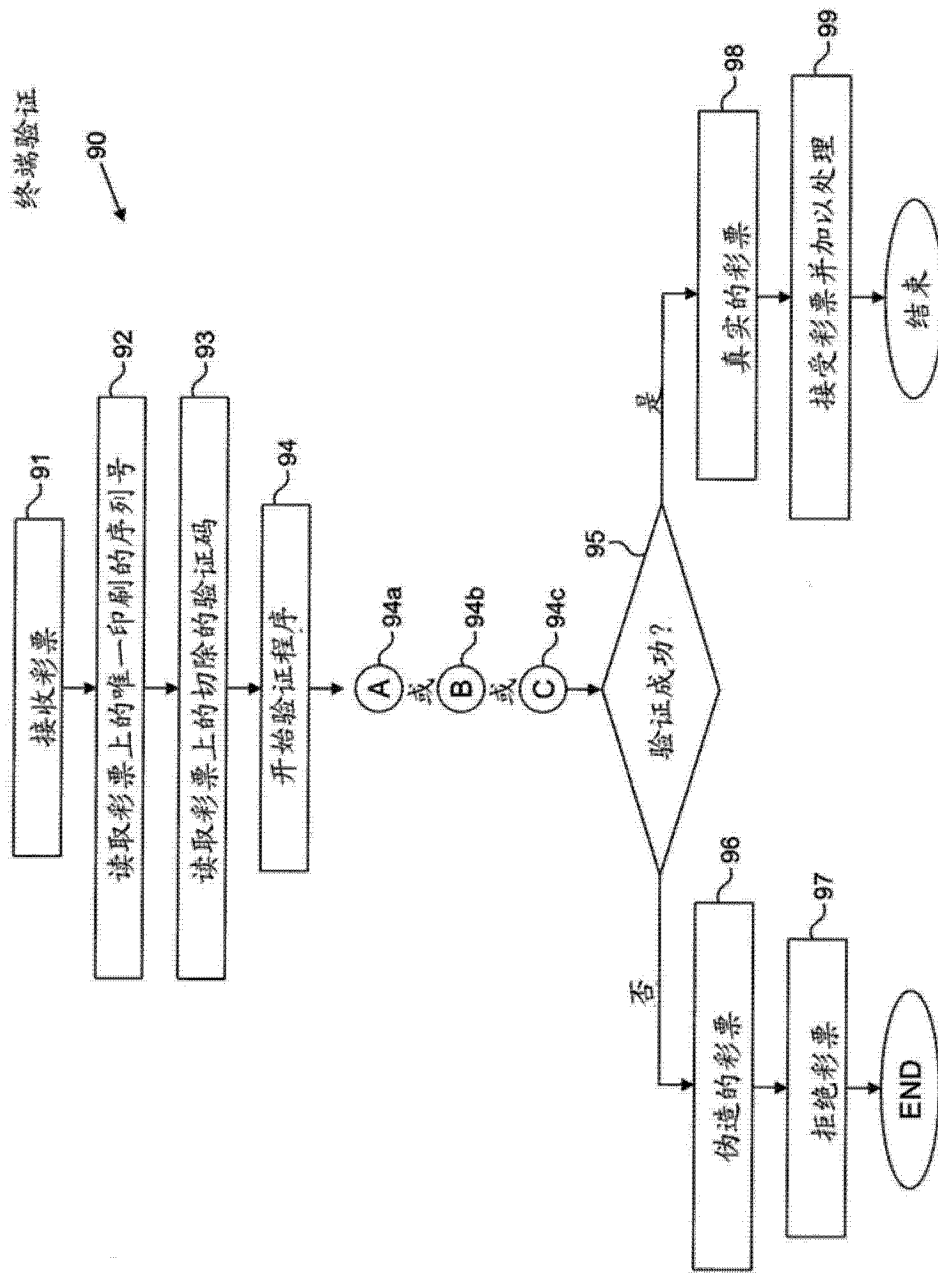 终端验证
90
接收彩票
91
读取彩票上的唯一印刷的序列号
92
读取彩票上的切除的验证码
93
开始验证程序
94
A
94a
或
B
94b
或
C
94c
验证成功?
95
否
是
伪造的彩票
96
拒绝彩票
97
END
真实的彩票
98
接受彩票并加以处理
99
结束